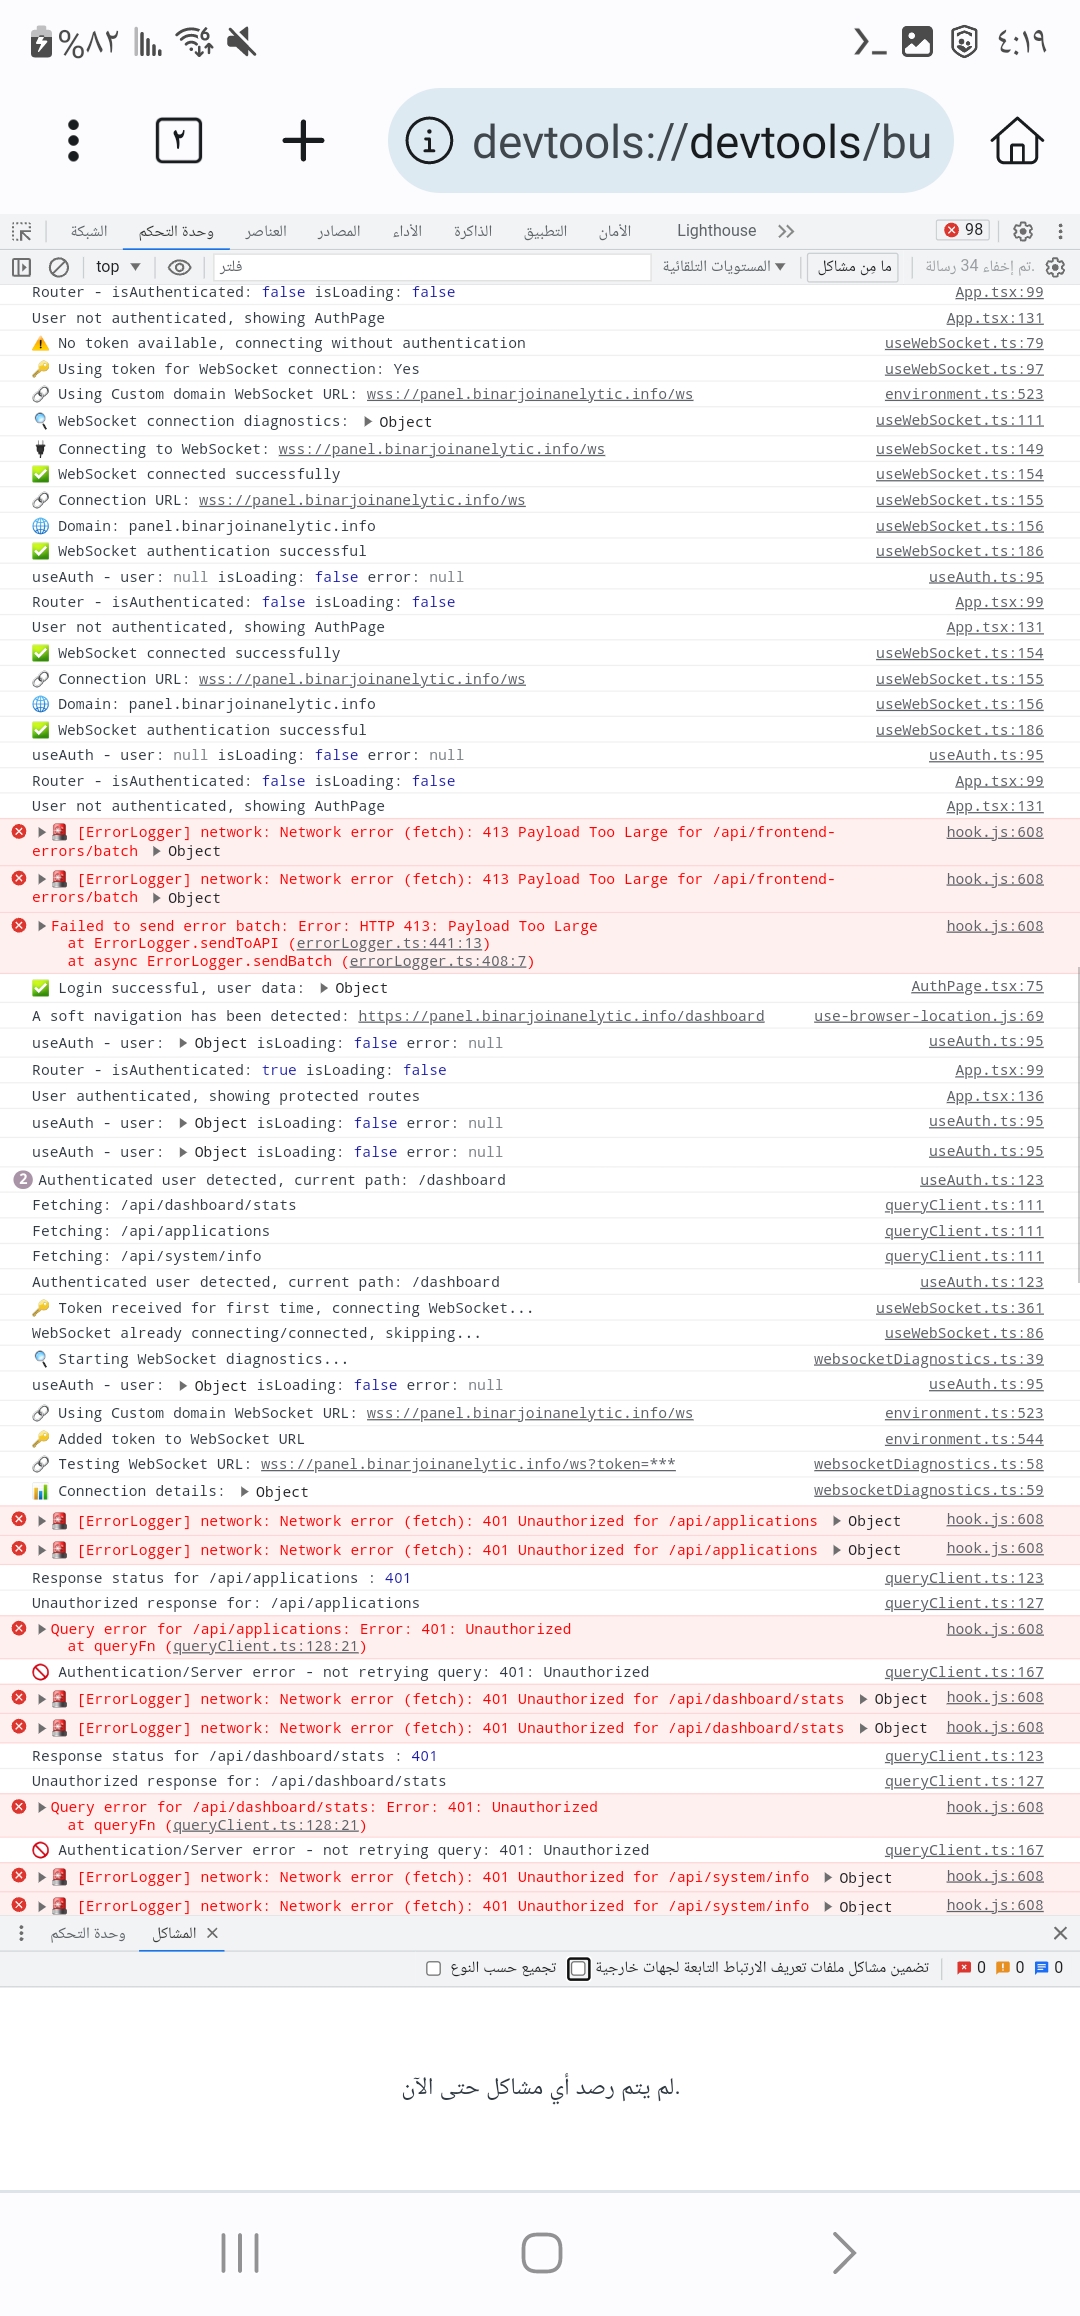 ٤:١٩
%٨٢
6
devtools://devtools/bu
٢
الشبكة وحدة التحكم العناصر المصادر الأداء الذاكرة التطبيق الأمان Lighthouse 98
top فلتر المستويات التلقائية ما من مشاكل تم إخفاء 34 رسالة.
Router - isAuthenticated: false isLoading: false App.tsx:99
User not authenticated, showing AuthPage App.tsx:131
⚠️ No token available, connecting without authentication useWebSocket.ts:79
🔑 Using token for WebSocket connection: Yes useWebSocket.ts:97
🔗 Using Custom domain WebSocket URL: wss://panel.binarjoinanelytic.info/ws environment.ts:523
🔍 WebSocket connection diagnostics: ▶ Object useWebSocket.ts:111
🔌 Connecting to WebSocket: wss://panel.binarjoinanelytic.info/ws useWebSocket.ts:149
✅ WebSocket connected successfully useWebSocket.ts:154
🔗 Connection URL: wss://panel.binarjoinanelytic.info/ws useWebSocket.ts:155
🌐 Domain: panel.binarjoinanelytic.info useWebSocket.ts:156
✅ WebSocket authentication successful useWebSocket.ts:186
useAuth - user: null isLoading: false error: null useAuth.ts:95
Router - isAuthenticated: false isLoading: false App.tsx:99
User not authenticated, showing AuthPage App.tsx:131
✅ WebSocket connected successfully useWebSocket.ts:154
🔗 Connection URL: wss://panel.binarjoinanelytic.info/ws useWebSocket.ts:155
🌐 Domain: panel.binarjoinanelytic.info useWebSocket.ts:156
✅ WebSocket authentication successful useWebSocket.ts:186
useAuth - user: null isLoading: false error: null useAuth.ts:95
Router - isAuthenticated: false isLoading: false App.tsx:99
User not authenticated, showing AuthPage App.tsx:131
▶🚨 [ErrorLogger] network: Network error (fetch): 413 Payload Too Large for /api/frontend- hook.js:608
errors/batch ▶ Object
▶🚨 [ErrorLogger] network: Network error (fetch): 413 Payload Too Large for /api/frontend- hook.js:608
errors/batch ▶ Object
▶Failed to send error batch: Error: HTTP 413: Payload Too Large hook.js:608
at ErrorLogger.sendToAPI (errorLogger.ts:441:13)
at async ErrorLogger.sendBatch (errorLogger.ts:408:7)
✅ Login successful, user data: ▶ Object AuthPage.tsx:75
A soft navigation has been detected: https://panel.binarjoinanelytic.info/dashboard use-browser-location.js:69
useAuth - user: ▶ Object isLoading: false error: null useAuth.ts:95
Router - isAuthenticated: true isLoading: false App.tsx:99
User authenticated, showing protected routes App.tsx:136
useAuth - user: ▶ Object isLoading: false error: null useAuth.ts:95
useAuth - user: ▶ Object isLoading: false error: null useAuth.ts:95
2 Authenticated user detected, current path: /dashboard useAuth.ts:123
Fetching: /api/dashboard/stats queryClient.ts:111
Fetching: /api/applications queryClient.ts:111
Fetching: /api/system/info queryClient.ts:111
Authenticated user detected, current path: /dashboard useAuth.ts:123
🔑 Token received for first time, connecting WebSocket... useWebSocket.ts:361
WebSocket already connecting/connected, skipping... useWebSocket.ts:86
🔍 Starting WebSocket diagnostics... websocketDiagnostics.ts:39
useAuth - user: ▶ Object isLoading: false error: null useAuth.ts:95
🔗 Using Custom domain WebSocket URL: wss://panel.binarjoinanelytic.info/ws environment.ts:523
🔑 Added token to WebSocket URL environment.ts:544
🔗 Testing WebSocket URL: wss://panel.binarjoinanelytic.info/ws?token=*** websocketDiagnostics.ts:58
📊 Connection details: ▶ Object websocketDiagnostics.ts:59
▶🚨 [ErrorLogger] network: Network error (fetch): 401 Unauthorized for /api/applications ▶ Object hook.js:608
▶🚨 [ErrorLogger] network: Network error (fetch): 401 Unauthorized for /api/applications ▶ Object hook.js:608
Response status for /api/applications : 401 queryClient.ts:123
Unauthorized response for: /api/applications queryClient.ts:127
▶Query error for /api/applications: Error: 401: Unauthorized hook.js:608
at queryFn (queryClient.ts:128:21)
🚫 Authentication/Server error - not retrying query: 401: Unauthorized queryClient.ts:167
▶🚨 [ErrorLogger] network: Network error (fetch): 401 Unauthorized for /api/dashboard/stats ▶ Object hook.js:608
▶🚨 [ErrorLogger] network: Network error (fetch): 401 Unauthorized for /api/dashboard/stats ▶ Object hook.js:608
Response status for /api/dashboard/stats : 401 queryClient.ts:123
Unauthorized response for: /api/dashboard/stats queryClient.ts:127
▶Query error for /api/dashboard/stats: Error: 401: Unauthorized hook.js:608
at queryFn (queryClient.ts:128:21)
🚫 Authentication/Server error - not retrying query: 401: Unauthorized queryClient.ts:167
▶🚨 [ErrorLogger] network: Network error (fetch): 401 Unauthorized for /api/system/info ▶ Object hook.js:608
▶🚨 [ErrorLogger] network: Network error (fetch): 401 Unauthorized for /api/system/info ▶ Object hook.js:608
وحدة التحكم المشاكل
تجميع حسب النوع تضمين مشاكل ملفات تعريف الارتباط التابعة لجهات خارجية 0 0 0
لم يتم رصد أي مشاكل حتى الآن.